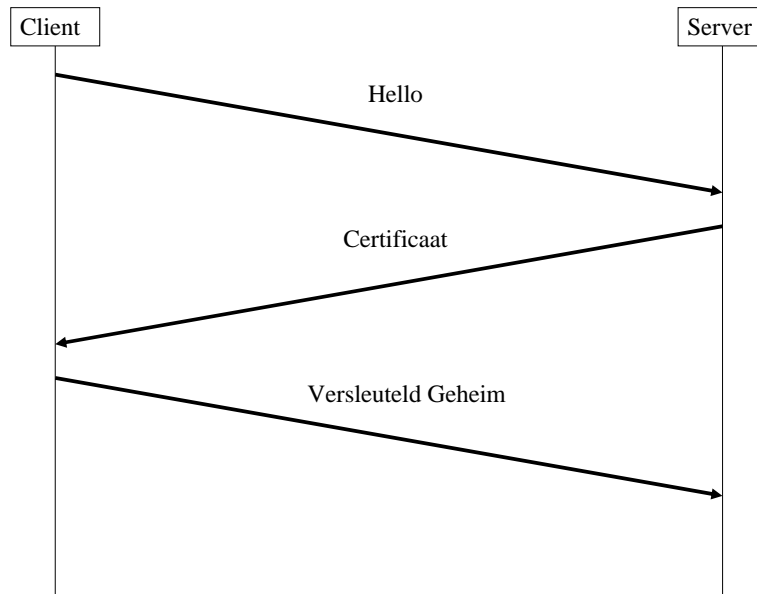 Client
Server
Hello
Certificaat
Versleuteld Geheim